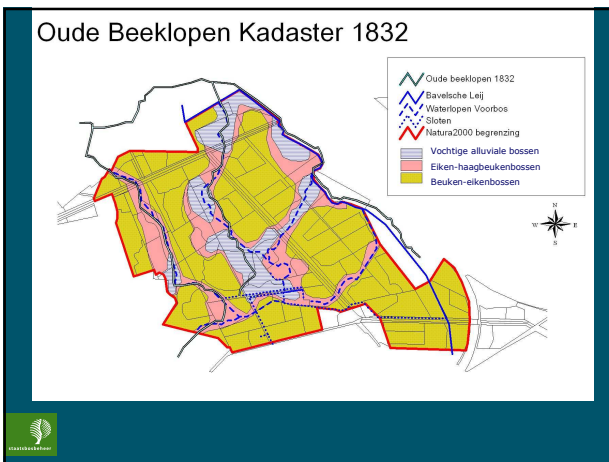 Oude Beeklopen Kadaster 1832
Oude beeklopen 1832
Bavelsche Leij
Waterlopen Voorbos
Sloten
Natura2000 begrenzing
Vochtige alluviale bossen
Eiken-haagbeukenbossen
Beuken-eikenbossen
N
W E
S
staatsbosbeheer